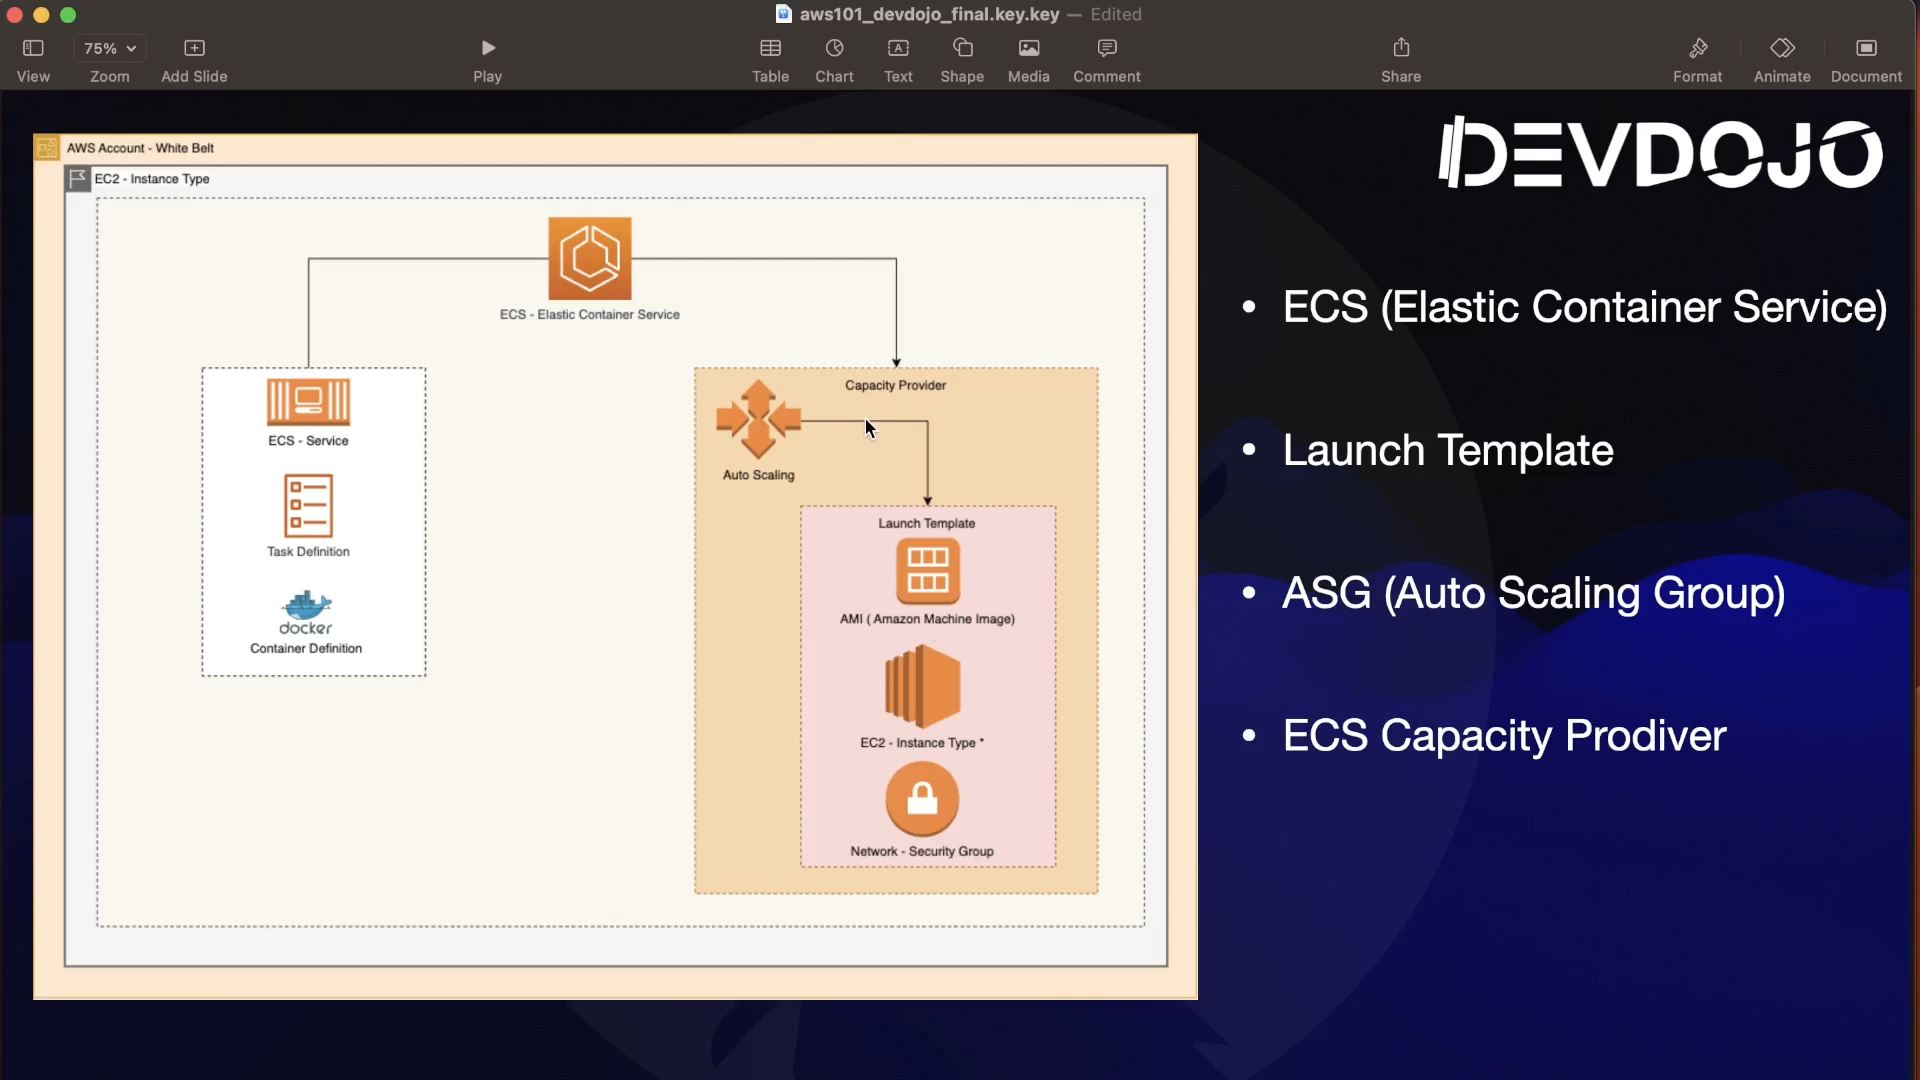 aws101_devdojo_final.key.key — Edited
75%
View
Zoom
Add Slide
Play
Table
Chart
Text
Shape
Media
Comment
Share
Format
Animate
Document
AWS Account - White Belt
EC2 - Instance Type
ECS - Elastic Container Service
ECS - Service
Task Definition
docker
Container Definition
Capacity Provider
Auto Scaling
Launch Template
AMI ( Amazon Machine Image)
EC2 - Instance Type *
Network - Security Group
DEVDOJO
• ECS (Elastic Container Service)
• Launch Template
• ASG (Auto Scaling Group)
• ECS Capacity Prodiver